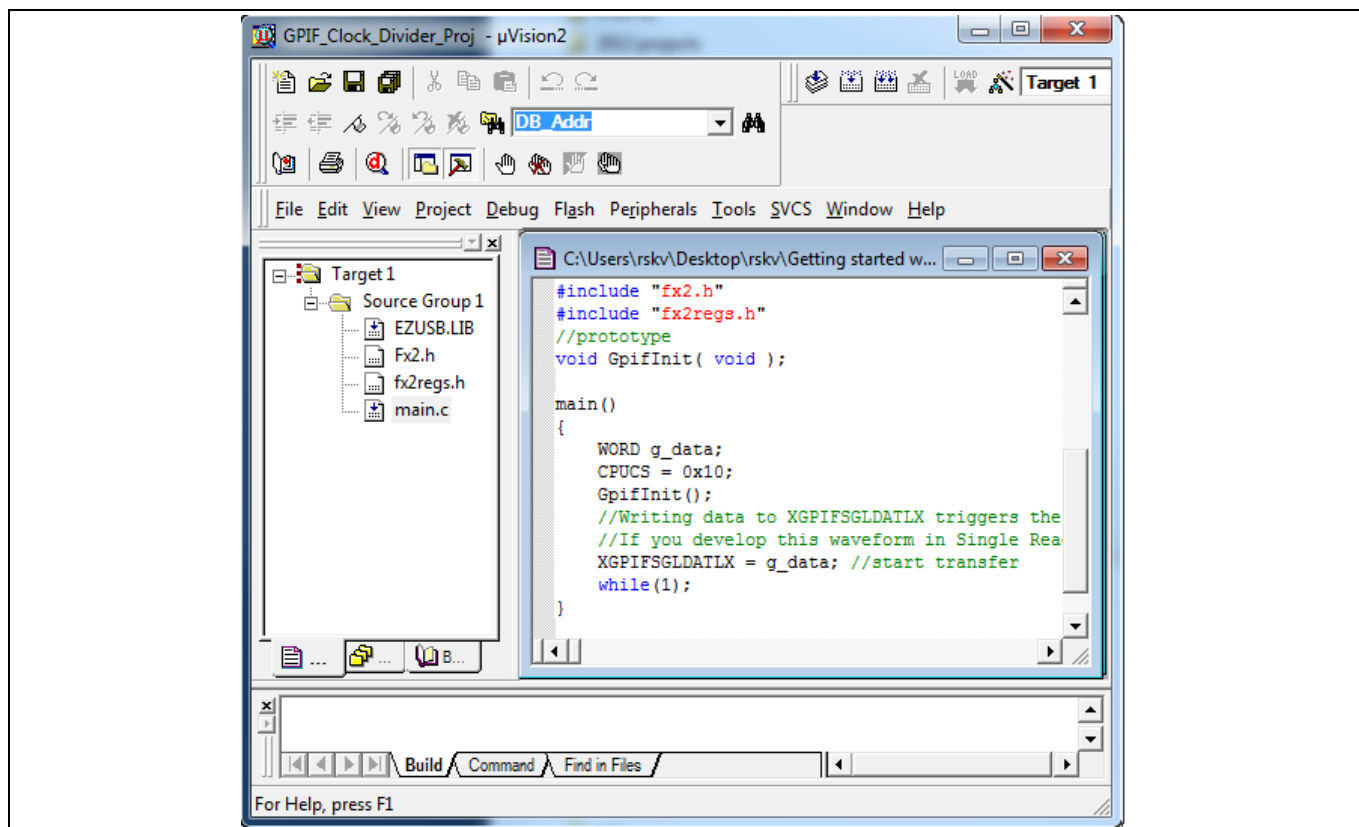 GPIF_Clock_Divider_Proj - µVision2
LOAD
Target 1
DB_Addr
File Edit View Project Debug Flash Peripherals Tools SVCS Window Help
Target 1
Source Group 1
EZUSB.LIB
Fx2.h
fx2regs.h
main.c
... ... B...
C:\Users\rskv\Desktop\rskv\Getting started w...
#include "fx2.h"
#include "fx2regs.h"
//prototype
void GpifInit( void );
main()
{
WORD g_data;
CPUCS = 0x10;
GpifInit();
//Writing data to XGPIFSGLDATLX triggers the
//If you develop this waveform in Single Rea
XGPIFSGLDATLX = g_data; //start transfer
while(1);
}
Build Command Find in Files
For Help, press F1